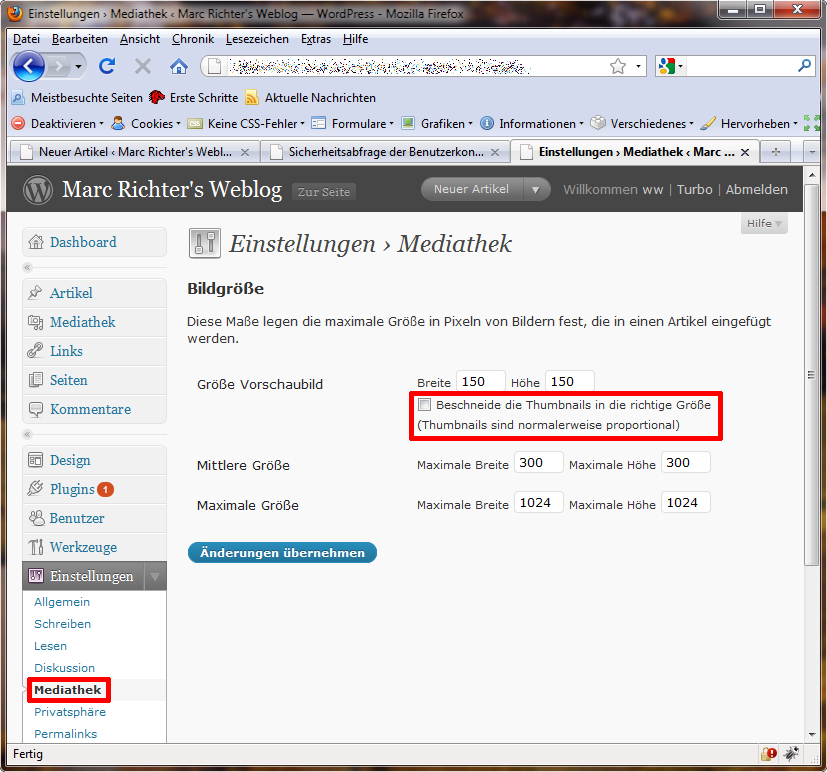 Einstellungen › Mediathek ‹ Marc Richter's Weblog — WordPress - Mozilla Firefox
Datei Bearbeiten Ansicht Chronik Lesezeichen Extras Hilfe
Meistbesuchte Seiten Erste Schritte Aktuelle Nachrichten
Deaktivieren Cookies Keine CSS-Fehler Formulare Grafiken Informationen Verschiedenes Hervorheben
Neuer Artikel ‹ Marc Richter's Webl... Sicherheitsabfrage der Benutzerkon... Einstellungen › Mediathek ‹ Marc ...
Marc Richter's Weblog Zur Seite Neuer Artikel Willkommen ww | Turbo | Abmelden
Hilfe
Dashboard
Artikel
Mediathek
Links
Seiten
Kommentare
Design
Plugins 1
Benutzer
Werkzeuge
Einstellungen
Allgemein
Schreiben
Lesen
Diskussion
Mediathek
Privatsphäre
Permalinks
Einstellungen › Mediathek
Bildgröße
Diese Maße legen die maximale Größe in Pixeln von Bildern fest, die in einen Artikel eingefügt
werden.
Größe Vorschaubild Breite 150 Höhe 150
Beschneide die Thumbnails in die richtige Größe
(Thumbnails sind normalerweise proportional)
Mittlere Größe Maximale Breite 300 Maximale Höhe 300
Maximale Größe Maximale Breite 1024 Maximale Höhe 1024
Änderungen übernehmen
Fertig